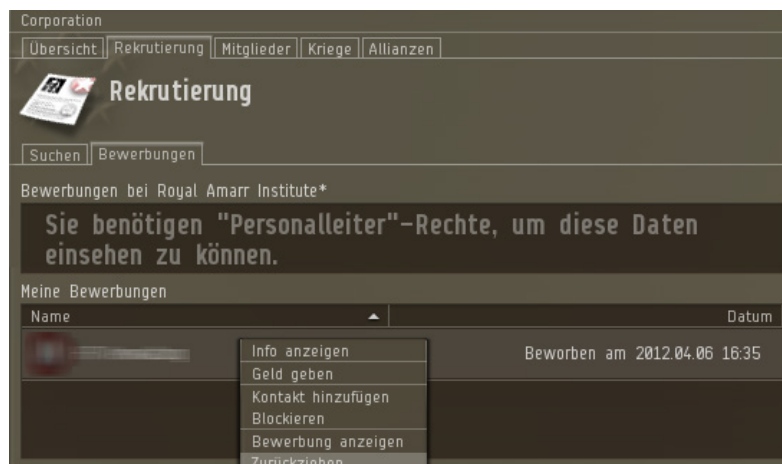 Corporation
Übersicht Rekrutierung Mitglieder Kriege Allianzen
Rekrutierung
Suchen Bewerbungen
Bewerbungen bei Royal Amarr Institute*
Sie benötigen "Personalleiter"-Rechte, um diese Daten
einsehen zu können.
Meine Bewerbungen
Name Datum
Beworben am 2012.04.06 16:35
Info anzeigen
Geld geben
Kontakt hinzufügen
Blockieren
Bewerbung anzeigen
Zurückziehen